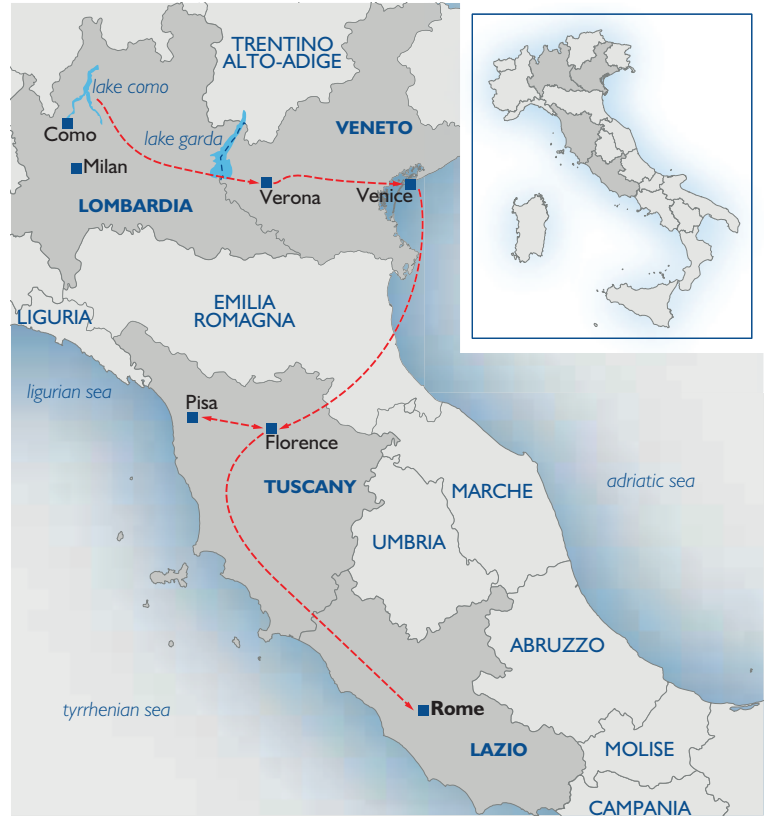 TRENTINO
ALTO-ADIGE
lake como
Como
lake garda
VENETO
Milan
LOMBARDIA
Verona
Venice
EMILIA
ROMAGNA
LIGURIA
ligurian sea
Pisa
Florence
TUSCANY
MARCHE
adriatic sea
UMBRIA
ABRUZZO
tyrrhenian sea
Rome
LAZIO
MOLISE
CAMPANIA